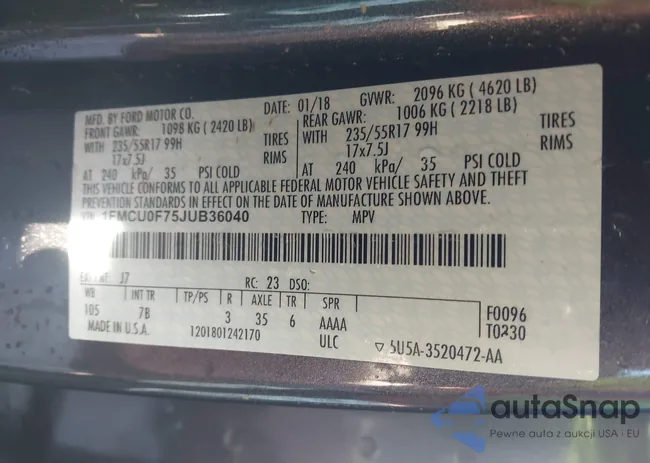 MFD. BY FORD MOTOR CO. DATE: 01/18 GVWR: 2096 KG ( 4620 LB)
FRONT GAWR: 1098 KG ( 2420 LB) REAR GAWR: 1006 KG ( 2218 LB)
WITH 235/55R17 99H TIRES WITH 235/55R17 99H TIRES
17x7.5J RIMS 17x7.5J RIMS
AT 240 kPa/ 35 PSI COLD AT 240 kPa/ 35 PSI COLD
THIS VEHICLE CONFORMS TO ALL APPLICABLE FEDERAL MOTOR VEHICLE SAFETY AND THEFT
PREVENTION STANDARDS IN EFFECT ON THE DATE OF MANUFACTURE SHOWN ABOVE.
VIN 1FMCU0F75JUB36040 TYPE: MPV
EXT PNT: J7 RC: 23 DSO:
WB INT TR TP/PS R AXLE TR SPR
105 7B 3 35 6 AAAA F0096
MADE IN U.S.A. 1201801242170 ULC T0230
5U5A-3520472-AA
autoSnap
Pewne auta z aukcji USA i EU